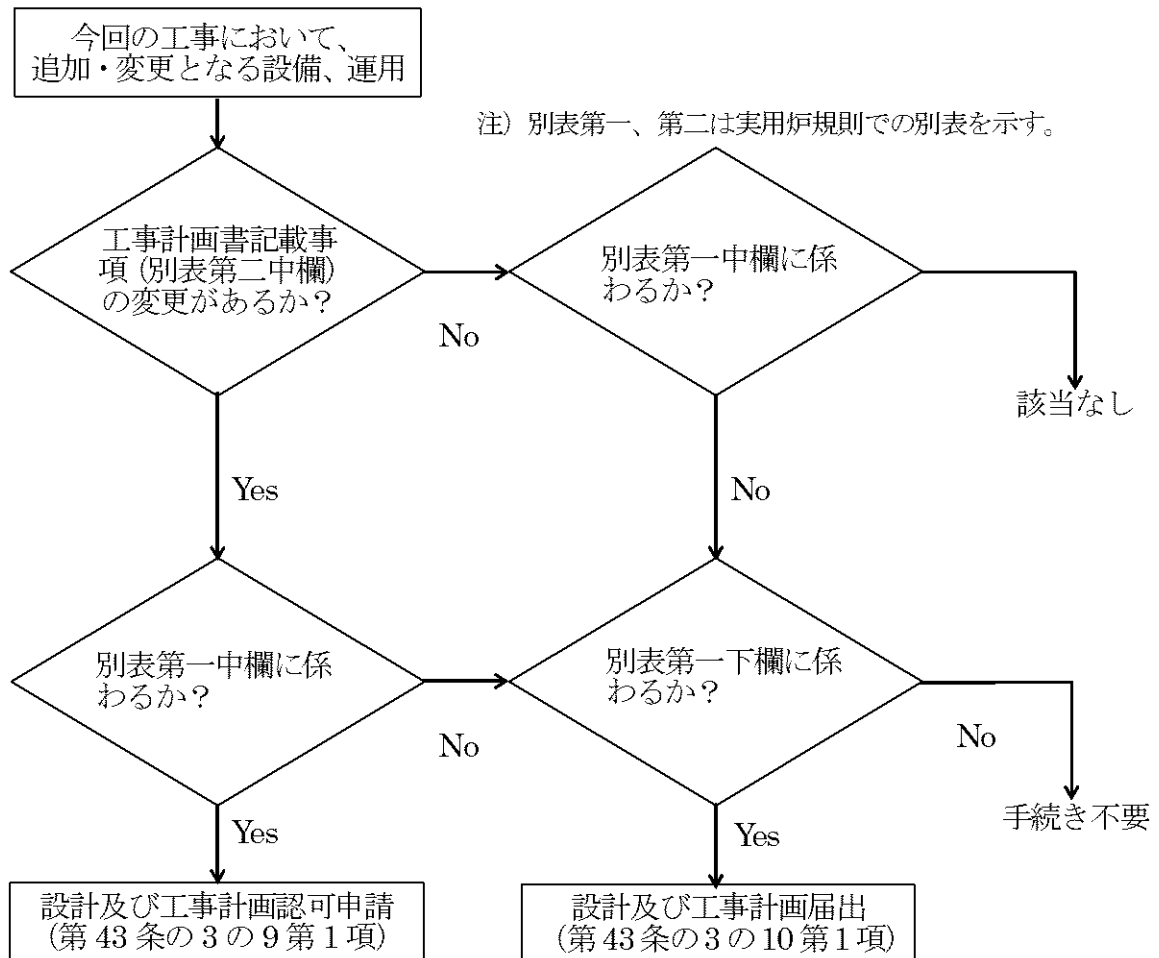 今回の工事において、
追加・変更となる設備、運用
注) 別表第一、第二は実用炉規則での別表を示す。
工事計画書記載事
項(別表第二中欄)
の変更があるか？
No
別表第一中欄に係
わるか？
該当なし
Yes
No
別表第一中欄に係
わるか？
No
別表第一下欄に係
わるか？
No
手続き不要
Yes
Yes
設計及び工事計画認可申請
(第43条の3の9第1項)
設計及び工事計画届出
(第43条の3の10第1項)